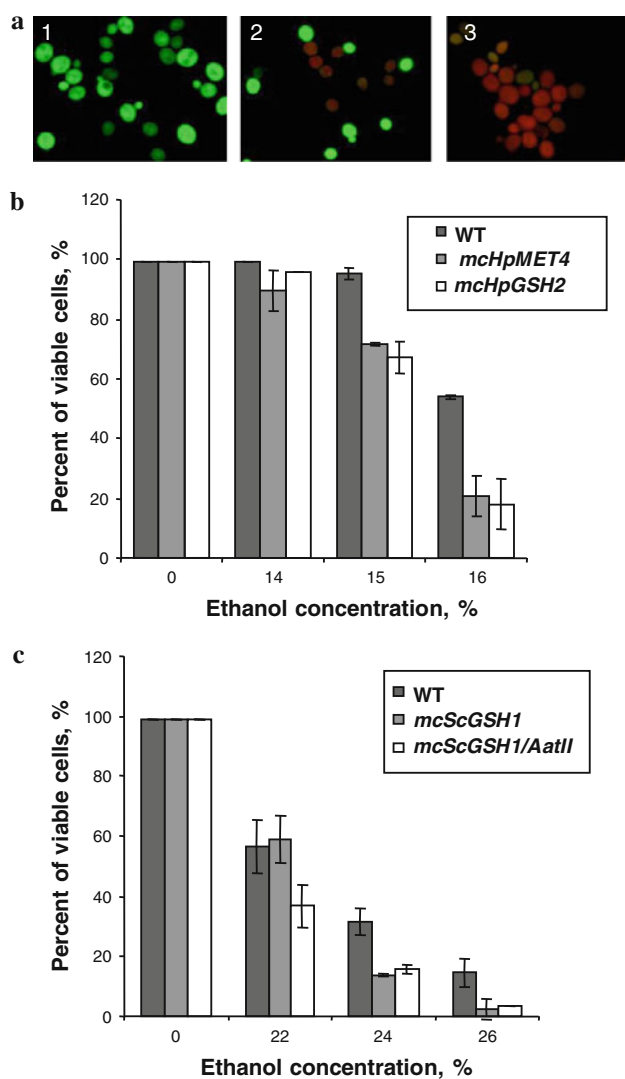 a
1 2 3
b
120
100
80
60
40
20
0
Percent of viable cells, %
WT
mcHpMET4
mcHpGSH2
0 14 15 16
Ethanol concentration, %
c
120
100
80
60
40
20
0
Percent of viable cells, %
WT
mcScGSH1
mcScGSH1/AatII
0 22 24 26
Ethanol concentration, %